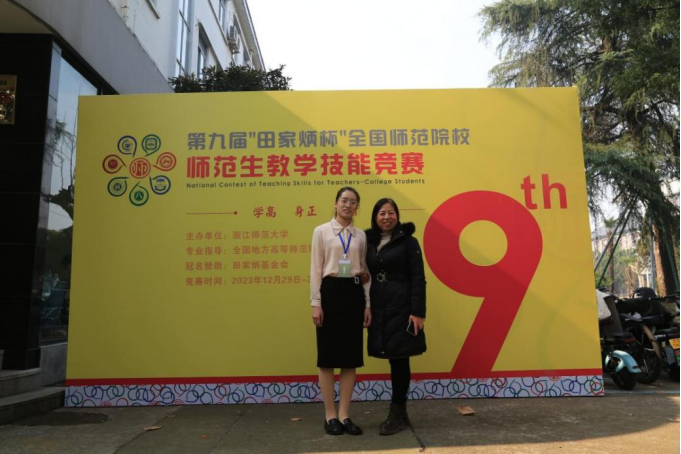 第九届"田家炳杯"全国师范院校
师范生教学技能竞赛
National Contest of Teaching Skills for Teachers-College Students
学高 身正
主办单位：浙江师范大学
专业指导：全国地方高等师范
冠名赞助：田家炳基金会
竞赛时间：2023年12月29日-
9th